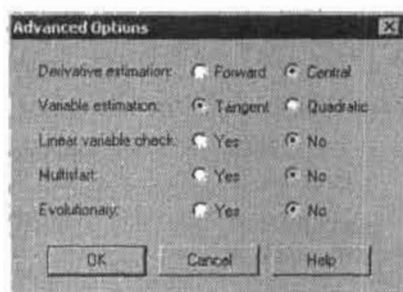 Advanced Options
Derivative estimation: Forward Central
Variable estimation: Tangent Quadratic
Linear variable check: Yes No
Multistart: Yes No
Evolutionary: Yes No
OK Cancel Help